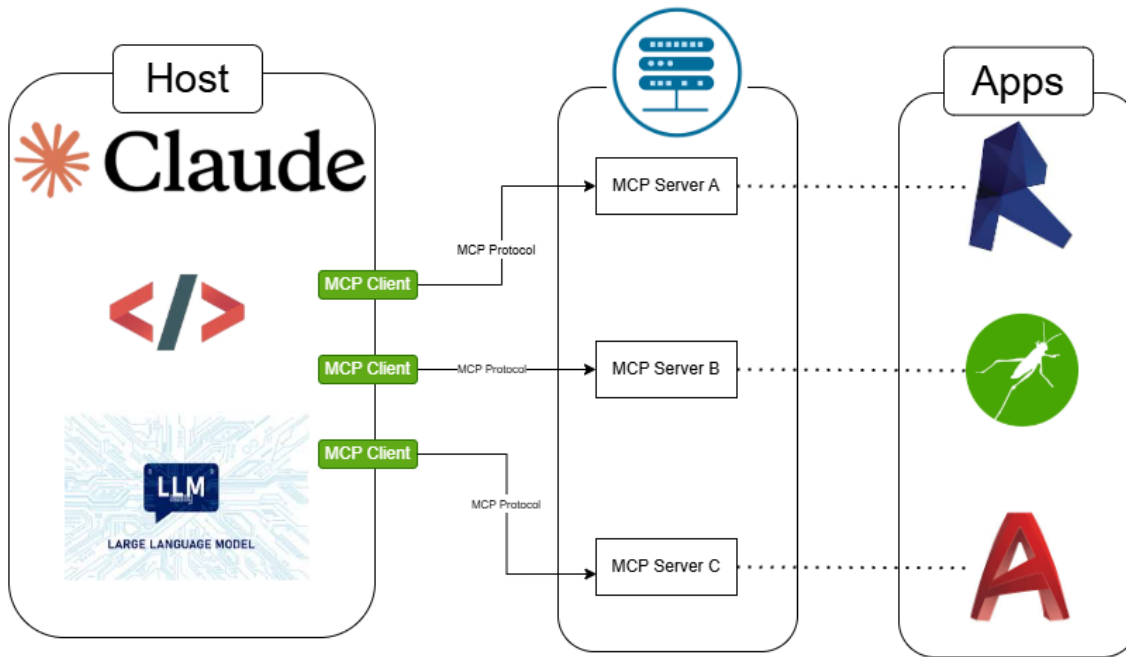 Host
Claude
MCP Client
MCP Client
MCP Client
LLM
LARGE LANGUAGE MODEL
MCP Protocol
MCP Protocol
MCP Protocol
MCP Server A
MCP Server B
MCP Server C
Apps